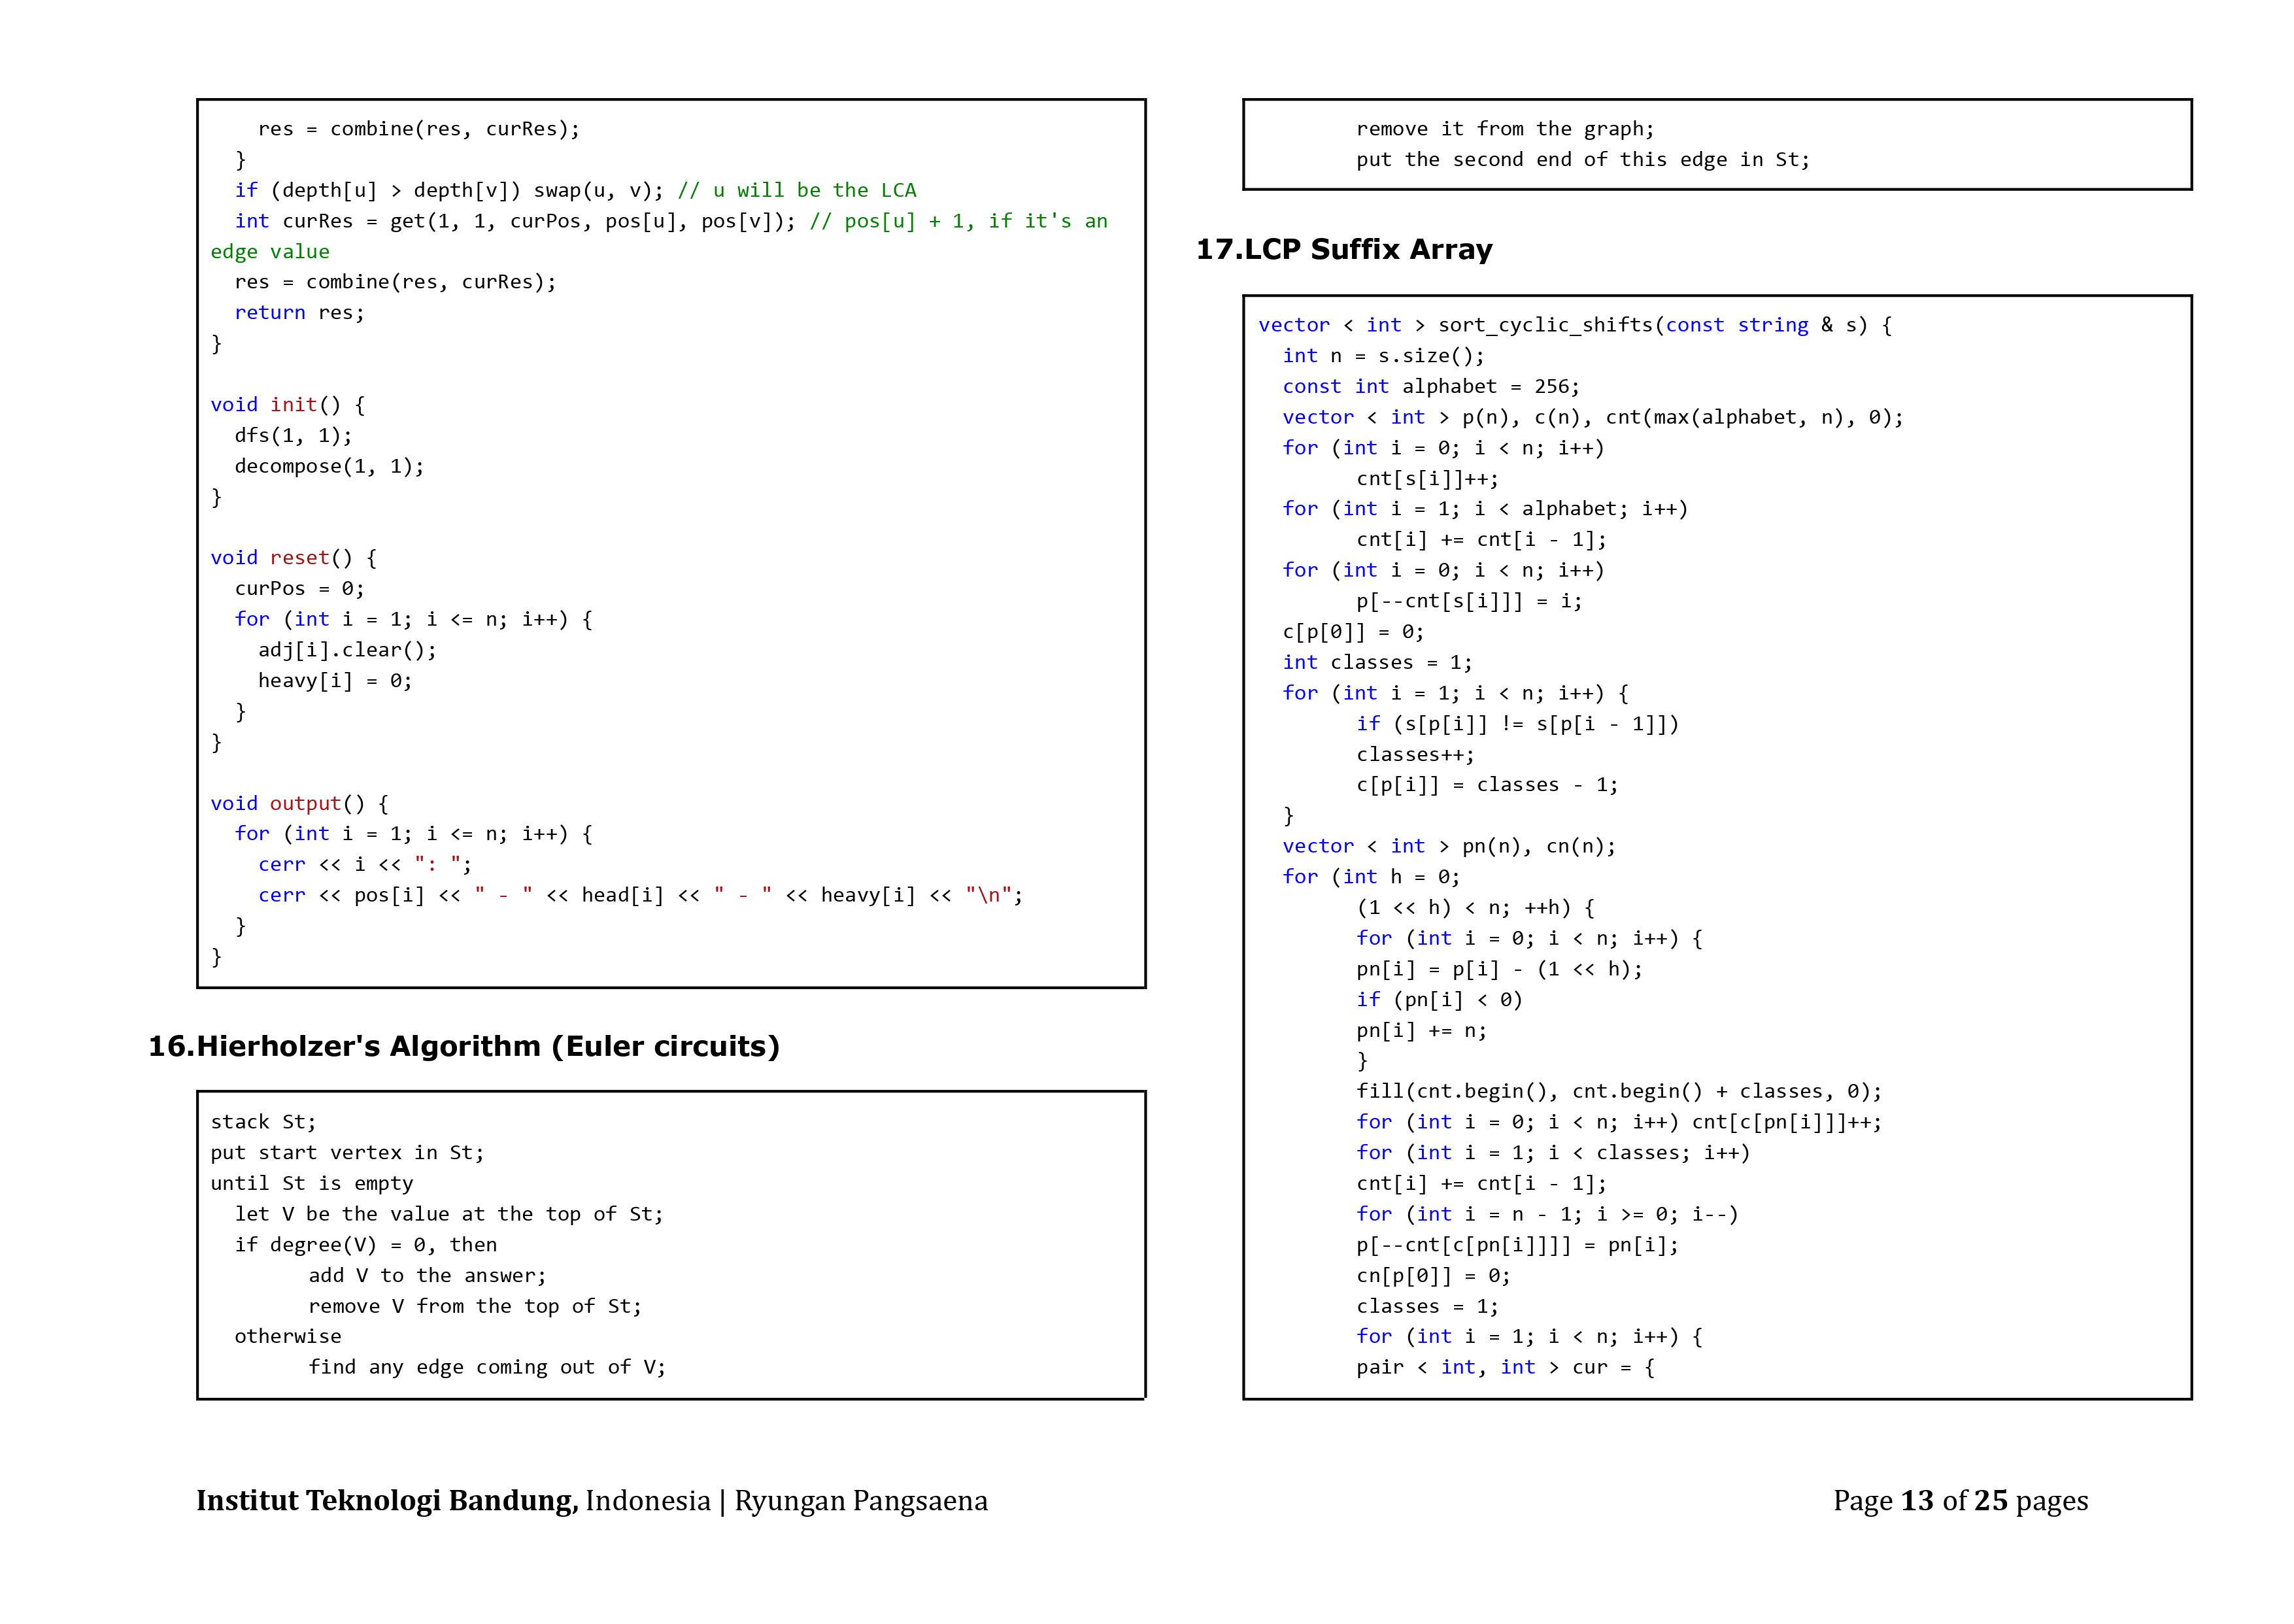 res = combine(res, curRes);
  }
  if (depth[u] > depth[v]) swap(u, v); // u will be the LCA
  int curRes = get(1, 1, curPos, pos[u], pos[v]); // pos[u] + 1, if it's an
edge value
  res = combine(res, curRes);
  return res;
}

void init() {
  dfs(1, 1);
  decompose(1, 1);
}

void reset() {
  curPos = 0;
  for (int i = 1; i <= n; i++) {
    adj[i].clear();
    heavy[i] = 0;
  }
}

void output() {
  for (int i = 1; i <= n; i++) {
    cerr << i << ": ";
    cerr << pos[i] << " - " << head[i] << " - " << heavy[i] << "\n";
  }
}

16.Hierholzer's Algorithm (Euler circuits)

stack St;
put start vertex in St;
until St is empty
  let V be the value at the top of St;
  if degree(V) = 0, then
        add V to the answer;
        remove V from the top of St;
  otherwise
        find any edge coming out of V;
        remove it from the graph;
        put the second end of this edge in St;

17.LCP Suffix Array

vector < int > sort_cyclic_shifts(const string & s) {
  int n = s.size();
  const int alphabet = 256;
  vector < int > p(n), c(n), cnt(max(alphabet, n), 0);
  for (int i = 0; i < n; i++)
        cnt[s[i]]++;
  for (int i = 1; i < alphabet; i++)
        cnt[i] += cnt[i - 1];
  for (int i = 0; i < n; i++)
        p[--cnt[s[i]]] = i;
  c[p[0]] = 0;
  int classes = 1;
  for (int i = 1; i < n; i++) {
        if (s[p[i]] != s[p[i - 1]])
        classes++;
        c[p[i]] = classes - 1;
  }
  vector < int > pn(n), cn(n);
  for (int h = 0;
        (1 << h) < n; ++h) {
        for (int i = 0; i < n; i++) {
        pn[i] = p[i] - (1 << h);
        if (pn[i] < 0)
        pn[i] += n;
        }
        fill(cnt.begin(), cnt.begin() + classes, 0);
        for (int i = 0; i < n; i++) cnt[c[pn[i]]]++;
        for (int i = 1; i < classes; i++)
        cnt[i] += cnt[i - 1];
        for (int i = n - 1; i >= 0; i--)
        p[--cnt[c[pn[i]]]] = pn[i];
        cn[p[0]] = 0;
        classes = 1;
        for (int i = 1; i < n; i++) {
        pair < int, int > cur = {

Institut Teknologi Bandung, Indonesia | Ryungan Pangsaena
Page 13 of 25 pages